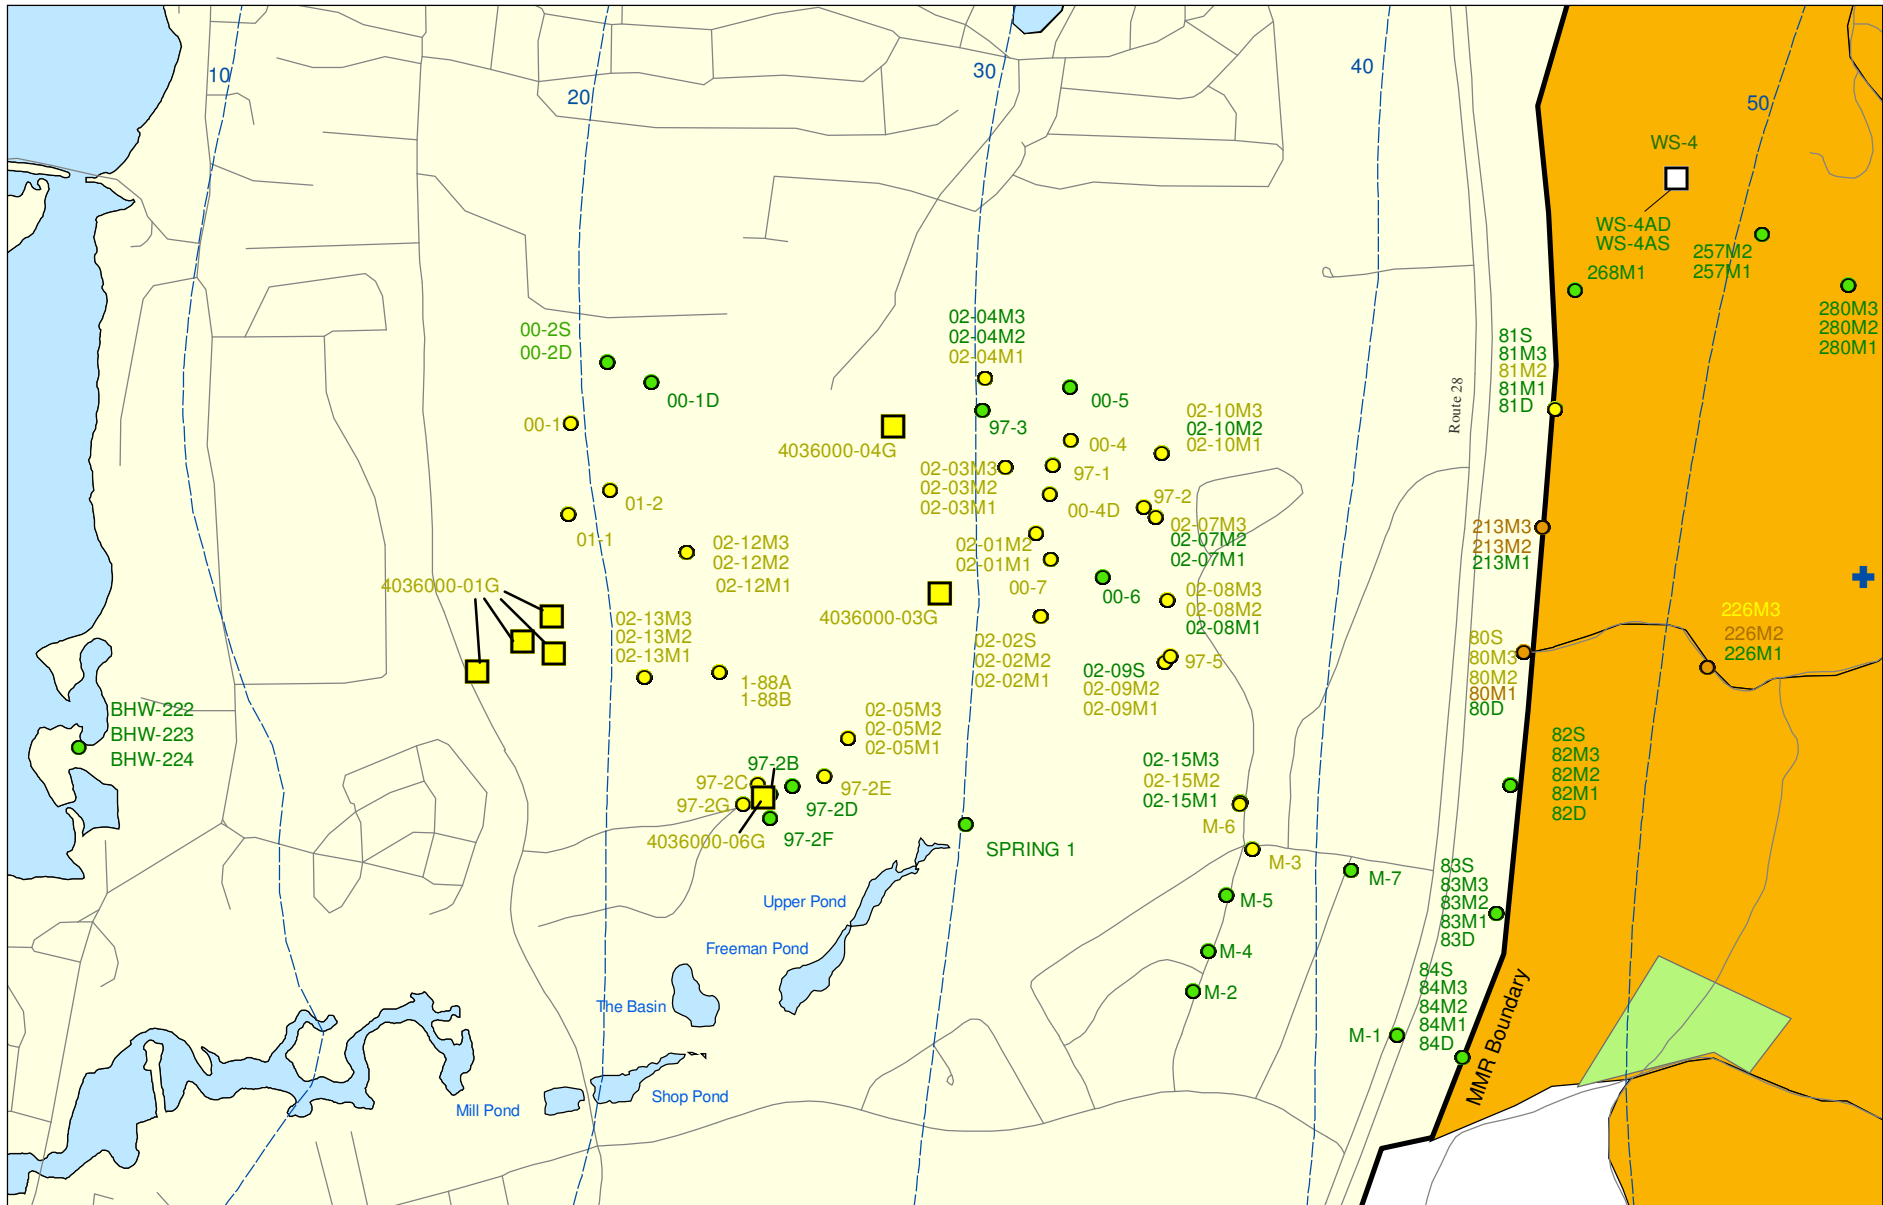 10
20
30
40
50
WS-4
WS-4AD
WS-4AS
257M2
257M1
268M1
280M3
280M2
280M1
00-2S
00-2D
00-1D
00-1
02-04M3
02-04M2
02-04M1
97-3
00-5
81S
81M3
81M2
81M1
81D
Route 28
4036000-04G
02-10M3
02-10M2
02-10M1
00-4
97-1
02-03M3
02-03M2
02-03M1
00-4D
97-2
02-07M3
02-07M2
02-07M1
01-2
01-1
02-12M3
02-12M2
02-12M1
02-01M2
02-01M1
00-7
00-6
213M3
213M2
213M1
4036000-01G
4036000-03G
02-08M3
02-08M2
02-08M1
02-13M3
02-13M2
02-13M1
02-02S
02-02M2
02-02M1
97-5
02-09S
02-09M2
02-09M1
226M3
226M2
226M1
80S
80M3
80M2
80M1
80D
1-88A
1-88B
BHW-222
BHW-223
BHW-224
02-05M3
02-05M2
02-05M1
82S
82M3
82M2
82M1
82D
97-2B
97-2C
97-2G
97-2E
97-2D
97-2F
4036000-06G
02-15M3
02-15M2
02-15M1
M-6
M-3
SPRING 1
M-7
M-5
M-4
M-2
M-1
83S
83M3
83M2
83M1
83D
84S
84M3
84M2
84M1
84D
Upper Pond
Freeman Pond
The Basin
Shop Pond
Mill Pond
MMR Boundary